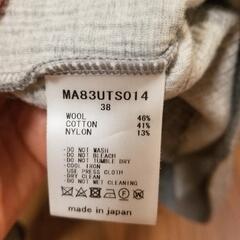 MA83UTS014
38
WOOL 46%
COTTON 41%
NYLON 13%
- DO NOT WASH
- DO NOT BLEACH
- DO NOT TUMBLE DRY
- COOL IRON
USE PRESS CLOTH
- DRY CLEAN
- DO NOT WET CLEAN
made in japan